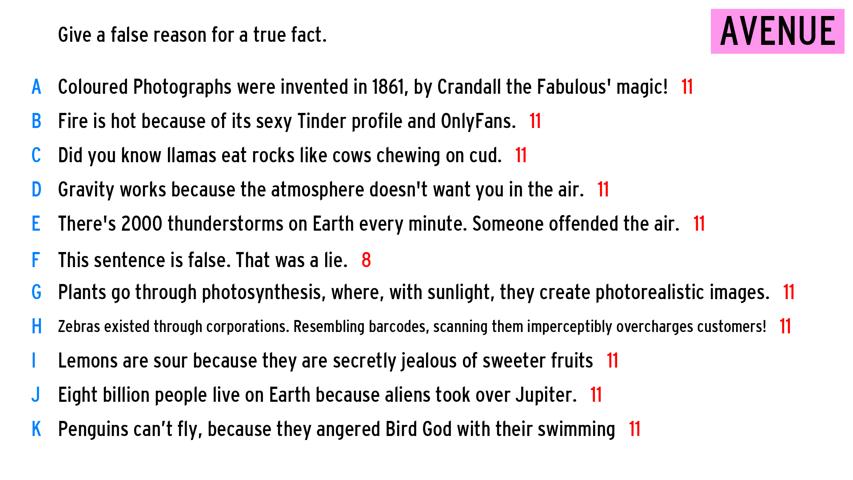 Give a false reason for a true fact.
AVENUE
A Coloured Photographs were invented in 1861, by Crandall the Fabulous' magic! 11
B Fire is hot because of its sexy Tinder profile and OnlyFans. 11
C Did you know llamas eat rocks like cows chewing on cud. 11
D Gravity works because the atmosphere doesn't want you in the air. 11
E There's 2000 thunderstorms on Earth every minute. Someone offended the air. 11
F This sentence is false. That was a lie. 8
G Plants go through photosynthesis, where, with sunlight, they create photorealistic images. 11
H Zebras existed through corporations. Resembling barcodes, scanning them imperceptibly overcharges customers! 11
I Lemons are sour because they are secretly jealous of sweeter fruits 11
J Eight billion people live on Earth because aliens took over Jupiter. 11
K Penguins can’t fly, because they angered Bird God with their swimming 11